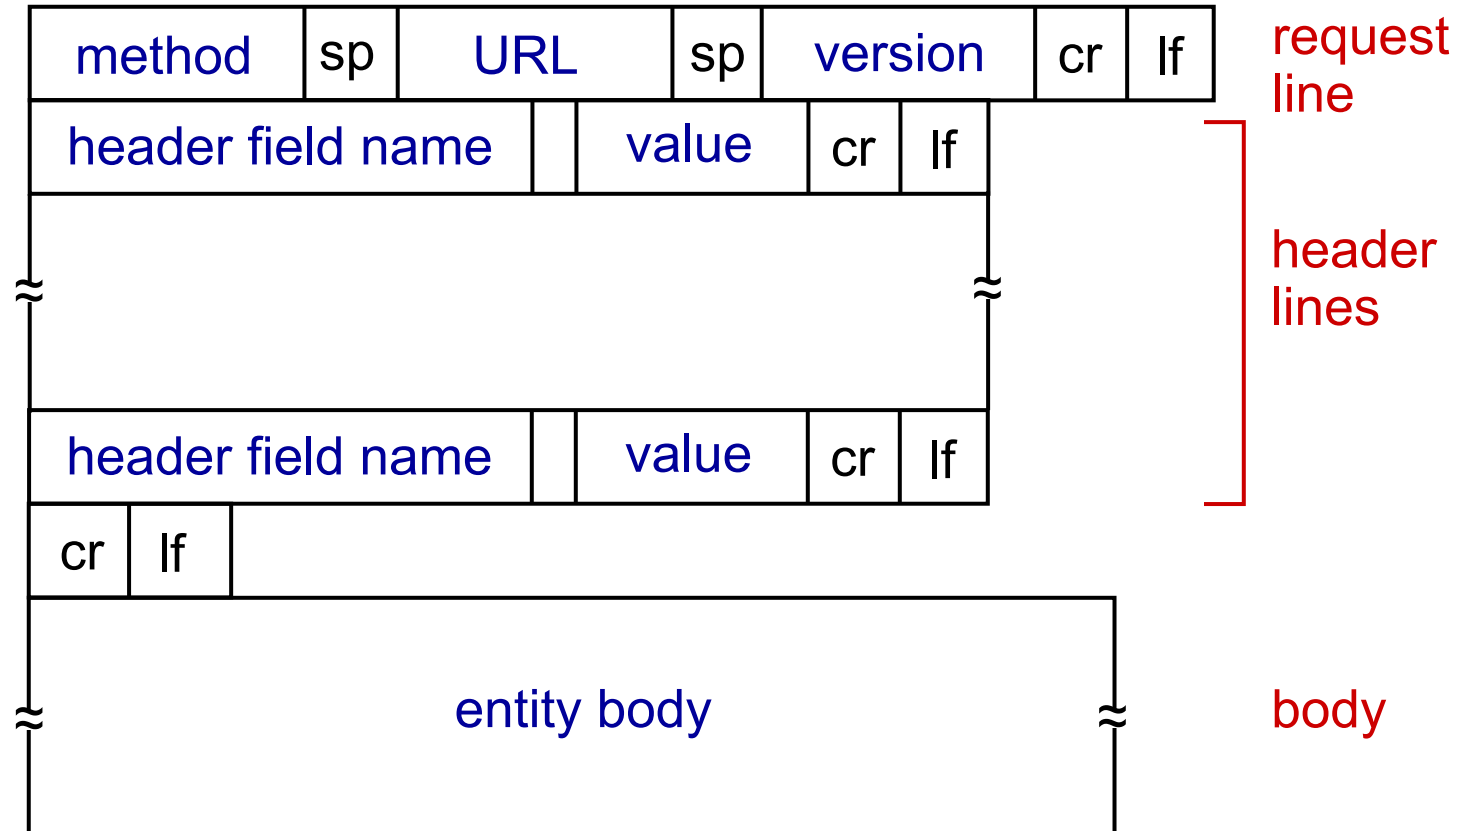 method sp URL sp version cr lf request line
header field name value cr lf
header lines
header field name value cr lf
cr lf
entity body body